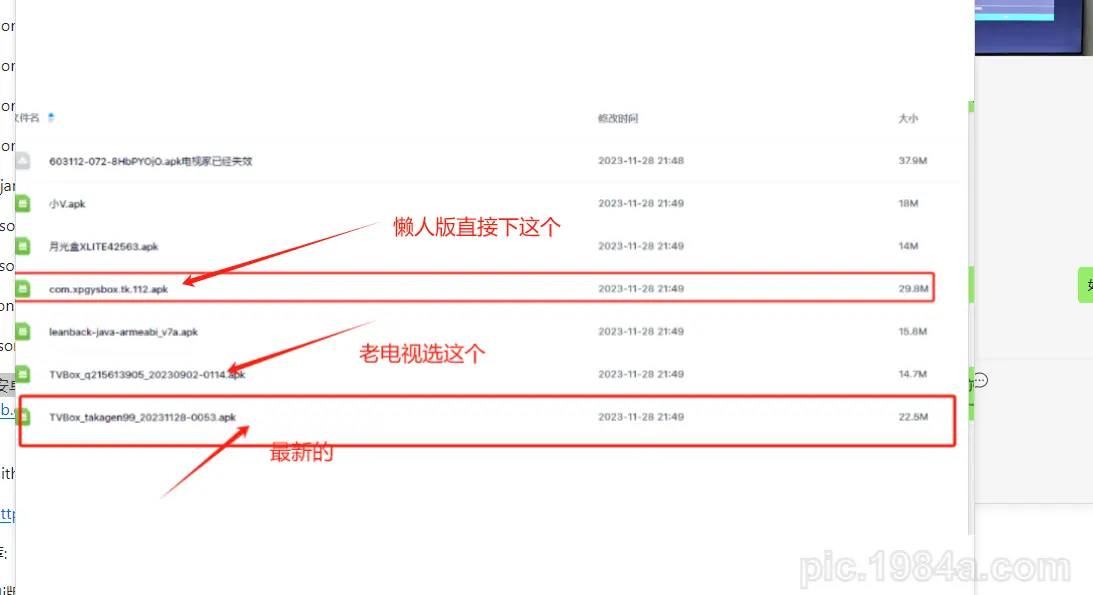 文件名 修改时间 大小
603112-072-8HbPYOjO.apk电视家已经失效 2023-11-28 21:48 37.9M
小V.apk 2023-11-28 21:49 18M
懒人版直接下这个
月光盒XLITE42563.apk 2023-11-28 21:49 14M
com.xpgysbox.tk.112.apk 2023-11-28 21:49 29.8M
leanback-java-armeabi_v7a.apk 2023-11-28 21:49 15.8M
老电视选这个
TVBox_q215613905_20230902-0114.apk 2023-11-28 21:49 14.7M
TVBox_takagen99_20231128-0053.apk 2023-11-28 21:49 22.5M
最新的
pic.1984a.com